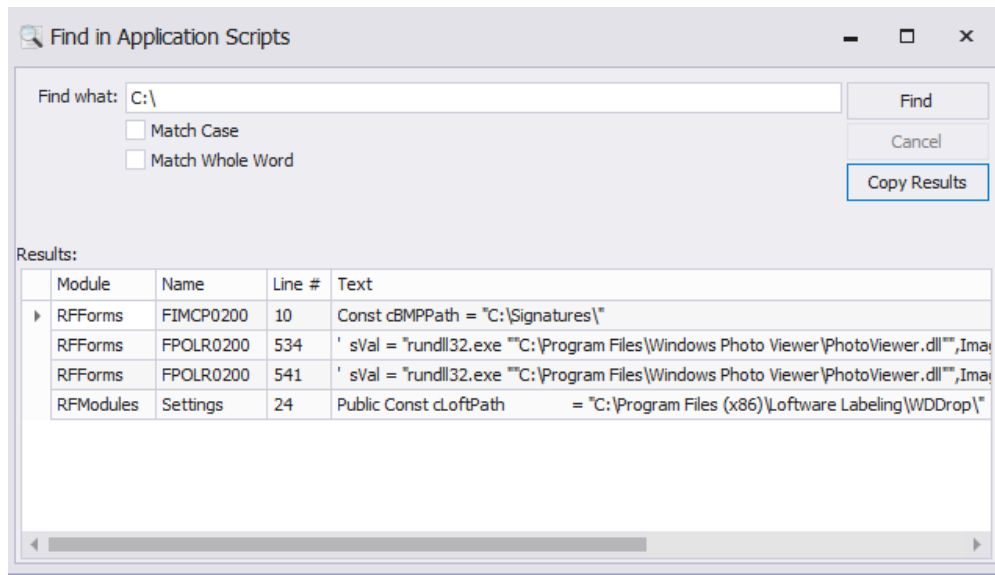 Find in Application Scripts
Find what: C:\ Find
Match Case Cancel
Match Whole Word Copy Results
Results:
Module Name Line # Text
RFForms FIMCP0200 10 Const cBMPPath = "C:\Signatures\"
RFForms FPOLR0200 534 ' sVal = "rundll32.exe ""C:\Program Files\Windows Photo Viewer\PhotoViewer.dll"",Imag
RFForms FPOLR0200 541 ' sVal = "rundll32.exe ""C:\Program Files\Windows Photo Viewer\PhotoViewer.dll"",Imag
RFModules Settings 24 Public Const cLoftPath = "C:\Program Files (x86)\Loftware Labeling\WDDrop\"